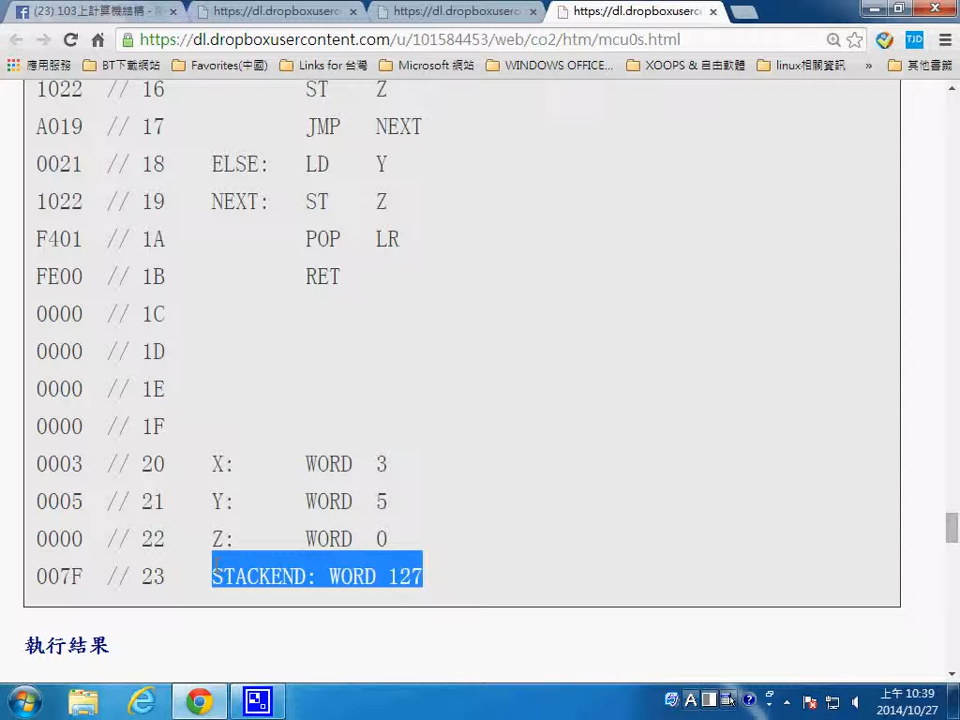 (23) 103上計算機結構 -
https://dl.dropboxuserco
https://dl.dropboxuserco
https://dl.dropboxuserco
https://dl.dropboxusercontent.com/u/101584453/web/co2/htm/mcu0s.html
應用服務 BT下載網站 Favorites(中國) Links for 台灣 Microsoft 網站 WINDOWS OFFICE... XOOPS & 自由軟體 linux相關資訊 » 其他書籤
1022 // 16 ST Z
A019 // 17 JMP NEXT
0021 // 18 ELSE: LD Y
1022 // 19 NEXT: ST Z
F401 // 1A POP LR
FE00 // 1B RET
0000 // 1C
0000 // 1D
0000 // 1E
0000 // 1F
0003 // 20 X: WORD 3
0005 // 21 Y: WORD 5
0000 // 22 Z: WORD 0
007F // 23 STACKEND: WORD 127
執行結果
上午 10:39
2014/10/27